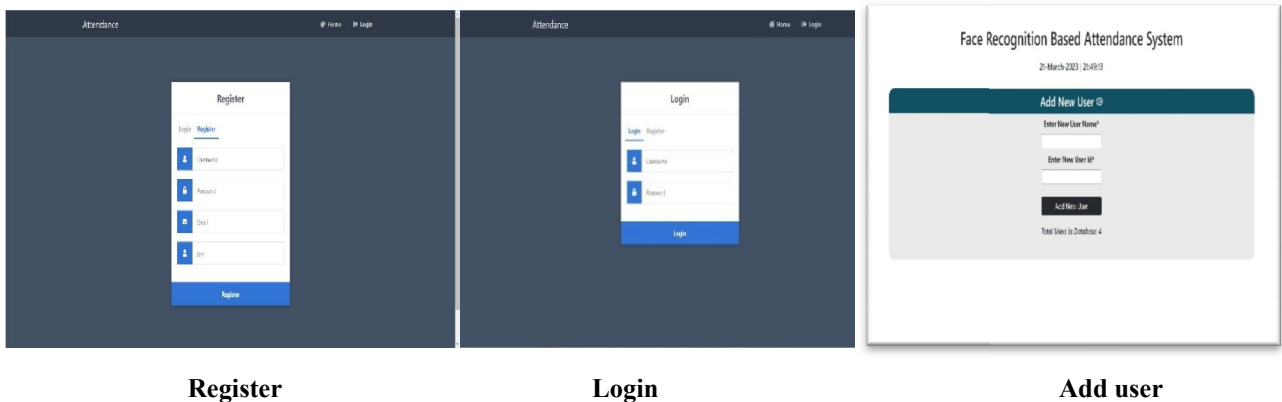 Attendance
Home Login
Register
Login Register
Username
Password
Email
Register
Attendance
Home Login
Login
Login Register
Username
Password
Login
Face Recognition Based Attendance System
21-March-2023 | 21:49:13
Add New User
Enter New User Name*
Enter New User Id*
Add New User
Total Users in Database: 4
Register
Login
Add user